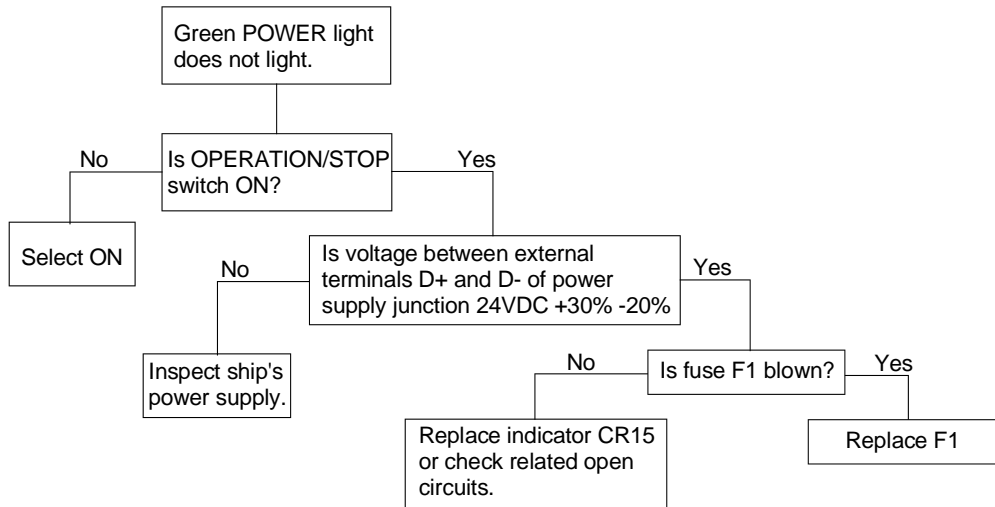 Green POWER light
does not light.
No
Is OPERATION/STOP
switch ON?
Yes
Select ON
No
Is voltage between external
terminals D+ and D- of power
supply junction 24VDC +30% -20%
Yes
Inspect ship's
power supply.
No
Is fuse F1 blown?
Yes
Replace indicator CR15
or check related open
circuits.
Replace F1